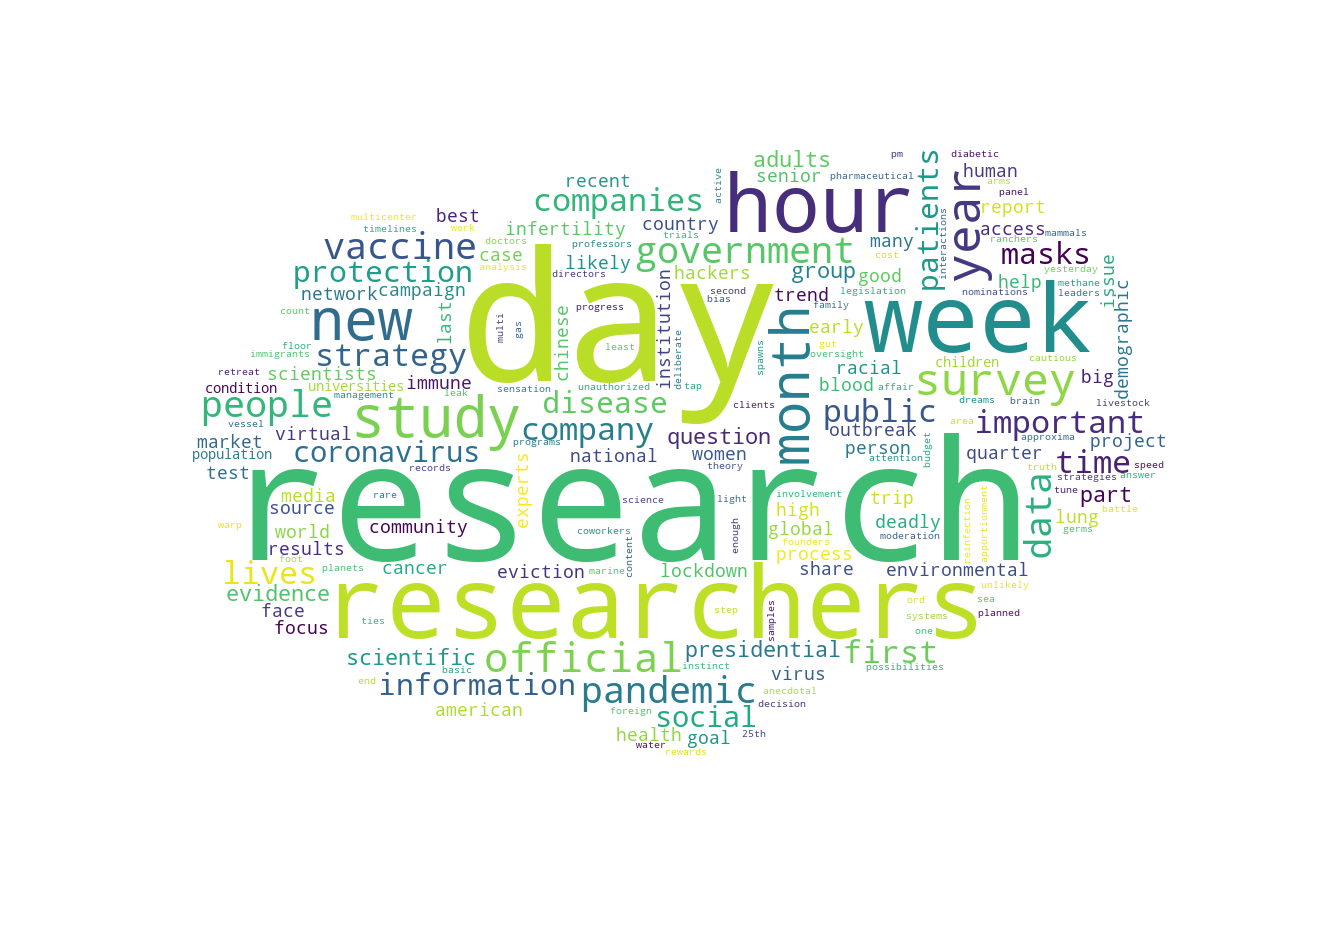 pm
diabetic
adults
recent
senior
pharmaceutical
human
active
hour
patients
year
arms
panel
companies
report
multicenter
best
country
access
mammals
timelines
work
infertility
many
interactions
ranchers
vaccine
doctors
professors
government
masks
case
trials
cost
likely
analysis
directors
hackers
group
good
help
yesterday
protection
day
second
progress
institution
bias
trend
legislation
nominations
methane
leaders
issue
network
campaign
family
demographic
count
new
last
multi
gas
chinese
month
early
week
floor
least
deliberate
spawns
gut
oversight
immigrants
strategy
children
cautious
retreat
scientists
racial
survey
big
condition
universities
immune
leak
sensation
unauthorized
tap
blood
affair
management
dreams
brain
livestock
people
study
disease
clients
public
important
vessel
virtual
company
question
outbreak
area
market
programs
approxima
project
population
coronavirus
national
women
person
attention
budget
quarter
time
speed
test
records
theory
truth
strategies
answer
research
experts
media
rare
science
light
involvement
trip
data
tune
part
source
high
battle
world
community
coworkers
enough
global
deadly
reinfection
apportionment
lung
warp
moderation
germs
results
content
founders
process
foot
lives
planets
cancer
eviction
marine
lockdown
share
environmental
evidence
researchers
unlikely
face
step
samples
ord
sea
systems
planned
focus
ties
one
scientific
official
presidential
first
basic
instinct
possibilities
end
information
pandemic
virus
anecdotal
american
foreign
social
decision
health
goal
25th
water
rewards